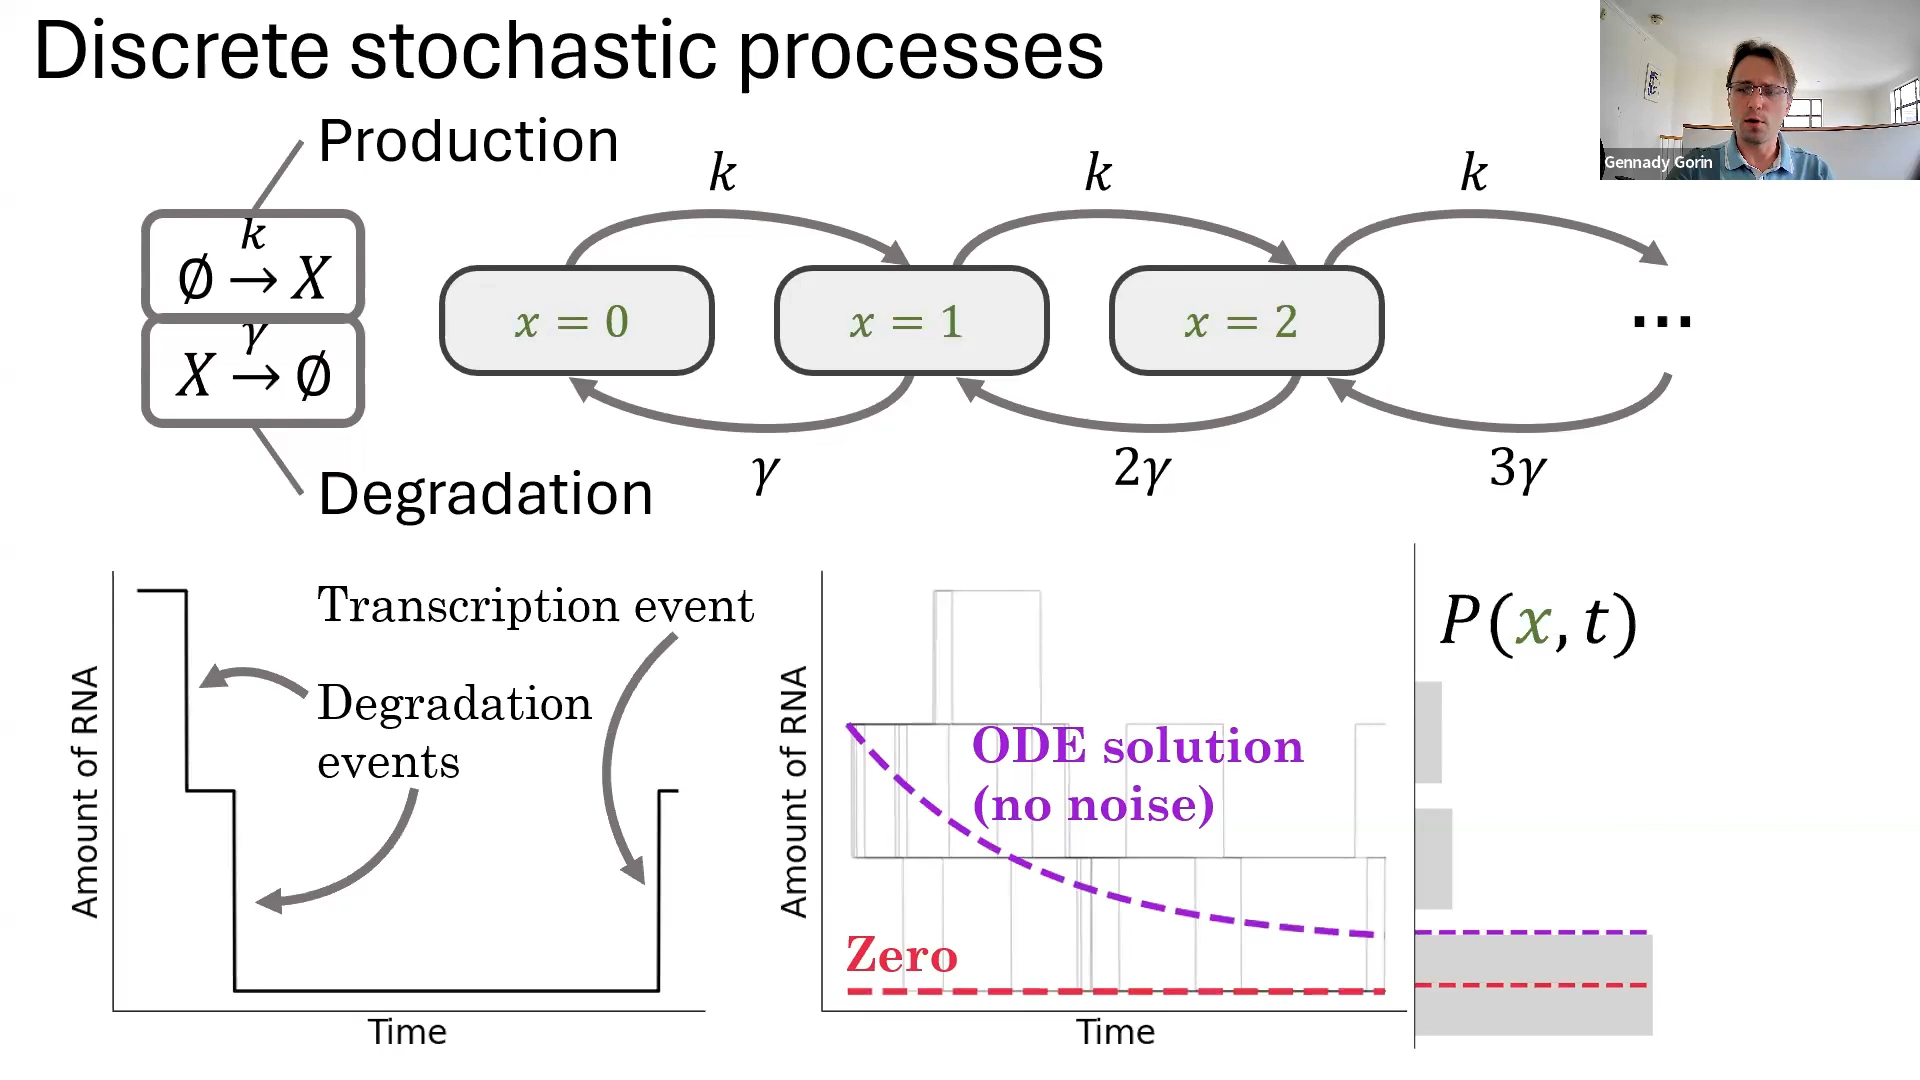 Discrete stochastic processes
Gennady Gorin
Production
k
∅ → X
γ
X → ∅
Degradation
k
k
k
x = 0
x = 1
x = 2
...
γ
2γ
3γ
Amount of RNA
Transcription event
Degradation
events
Time
Amount of RNA
ODE solution
(no noise)
Zero
Time
P(x, t)